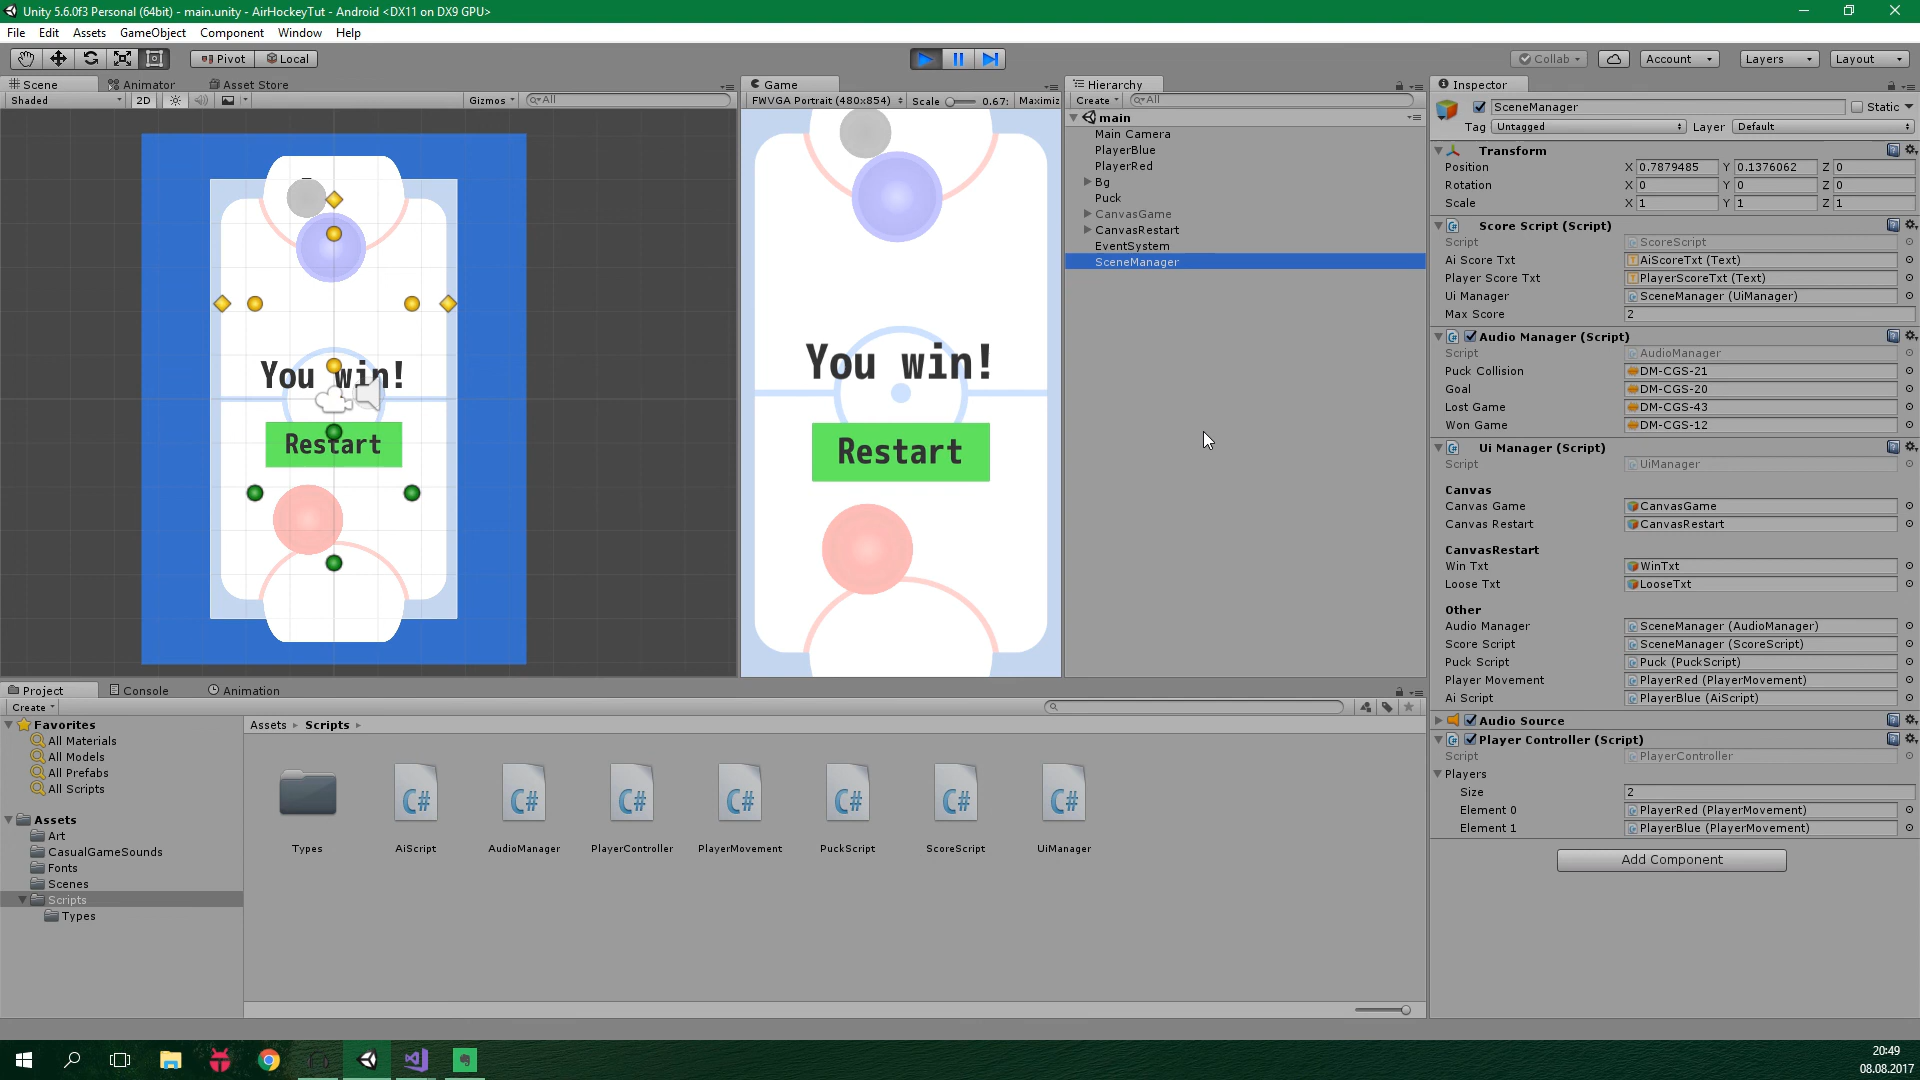 Unity 5.6.0f3 Personal (64bit) - main.unity - AirHockeyTut - Android <DX11 on DX9 GPU>
File Edit Assets GameObject Component Window Help
Pivot Local Collab Account Layers Layout
Scene Animator Asset Store
Shaded 2D Gizmos All
You win!
Restart
Game
FWVGA Portrait (480x854) Scale 0.67: Maximiz
You win!
Restart
Hierarchy
Create All
main
Main Camera
PlayerBlue
PlayerRed
Bg
Puck
CanvasGame
CanvasRestart
EventSystem
SceneManager
Inspector
SceneManager Static
Tag Untagged Layer Default
Transform
Position X 0.7879485 Y 0.1376062 Z 0
Rotation X 0 Y 0 Z 0
Scale X 1 Y 1 Z 1
Score Script (Script)
Script ScoreScript
Ai Score Txt AiScoreTxt (Text)
Player Score Txt PlayerScoreTxt (Text)
Ui Manager SceneManager (UiManager)
Max Score 2
Audio Manager (Script)
Script AudioManager
Puck Collision DM-CGS-21
Goal DM-CGS-20
Lost Game DM-CGS-43
Won Game DM-CGS-12
Ui Manager (Script)
Script UiManager
Canvas
Canvas Game CanvasGame
Canvas Restart CanvasRestart
CanvasRestart
Win Txt WinTxt
Loose Txt LooseTxt
Other
Audio Manager SceneManager (AudioManager)
Score Script SceneManager (ScoreScript)
Puck Script Puck (PuckScript)
Player Movement PlayerRed (PlayerMovement)
Ai Script PlayerBlue (AiScript)
Audio Source
Player Controller (Script)
Script PlayerController
Players
Size 2
Element 0 PlayerRed (PlayerMovement)
Element 1 PlayerBlue (PlayerMovement)
Add Component
Project Console Animation
Create
Favorites
All Materials
All Models
All Prefabs
All Scripts
Assets
Art
CasualGameSounds
Fonts
Scenes
Scripts
Types
Assets Scripts
C# C# C# C# C# C# C#
Types AiScript AudioManager PlayerController PlayerMovement PuckScript ScoreScript UiManager
20:49
08.08.2017